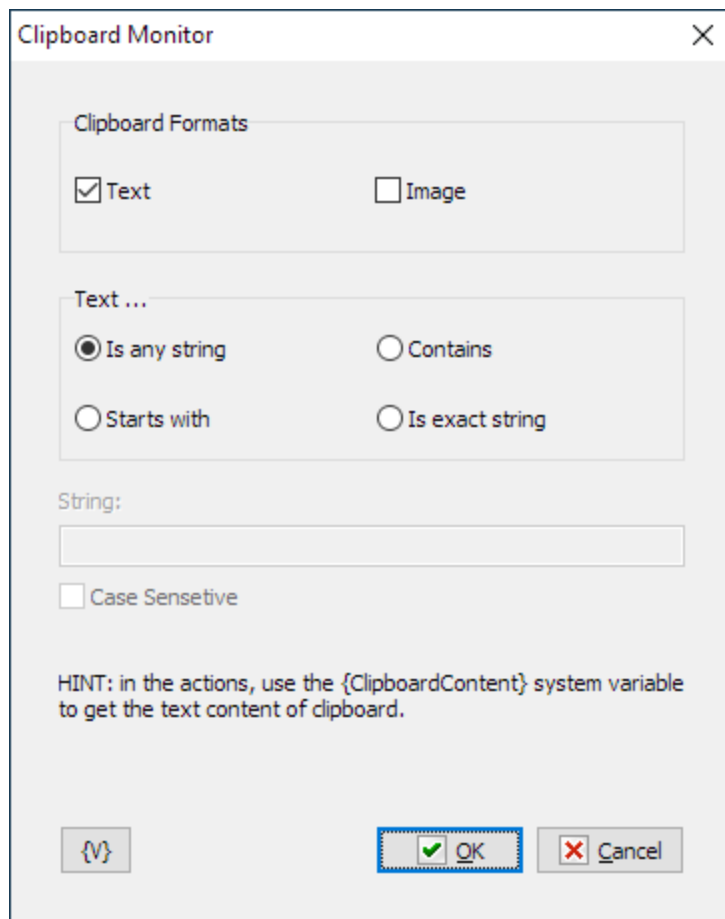 Clipboard Monitor
Clipboard Formats
Text
Image
Text ...
Is any string
Contains
Starts with
Is exact string
String:
Case Sensetive
HINT: in the actions, use the {ClipboardContent} system variable
to get the text content of clipboard.
{V}
OK
Cancel